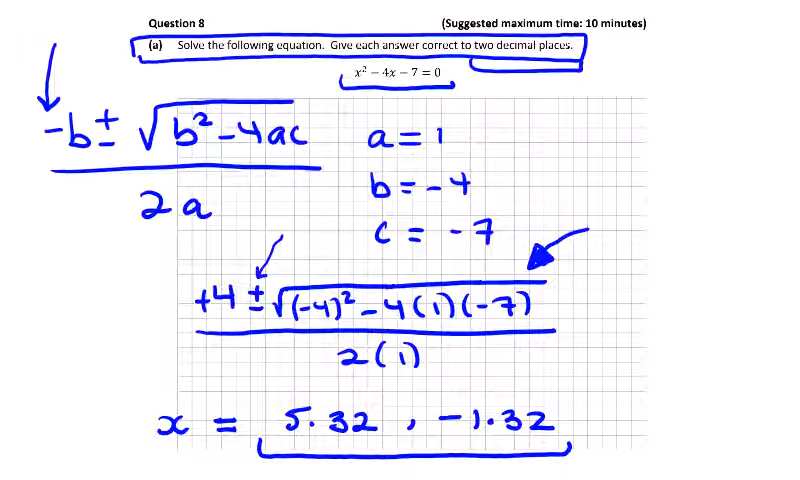 Question 8 (Suggested maximum time: 10 minutes)
(a) Solve the following equation. Give each answer correct to two decimal places.
x² − 4x − 7 = 0
-b ± √(b² - 4ac)
2a
a = 1
b = -4
c = -7
+4 ± √((-4)² - 4(1)(-7))
2(1)
x = 5.32 , -1.32